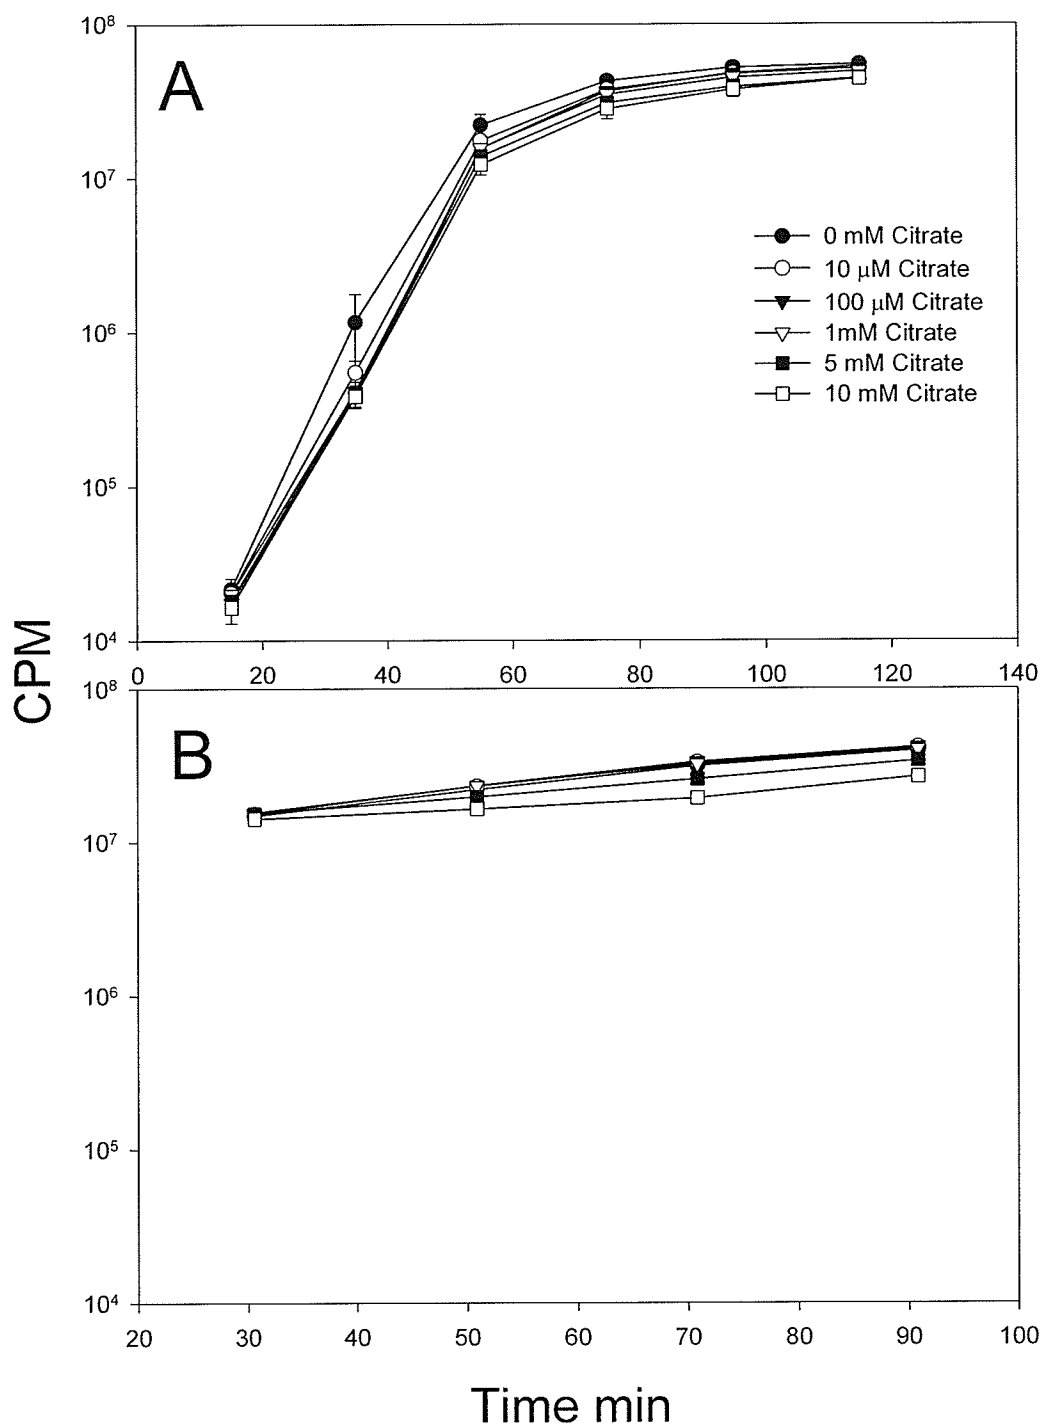 10⁸
A
10⁷
0 mM Citrate
10 μM Citrate
100 μM Citrate
10⁶
1mM Citrate
5 mM Citrate
10 mM Citrate
10⁵
10⁴
0 20 40 60 80 100 120 140
CPM
10⁸
B
10⁷
10⁶
10⁵
10⁴
20 30 40 50 60 70 80 90 100
Time min